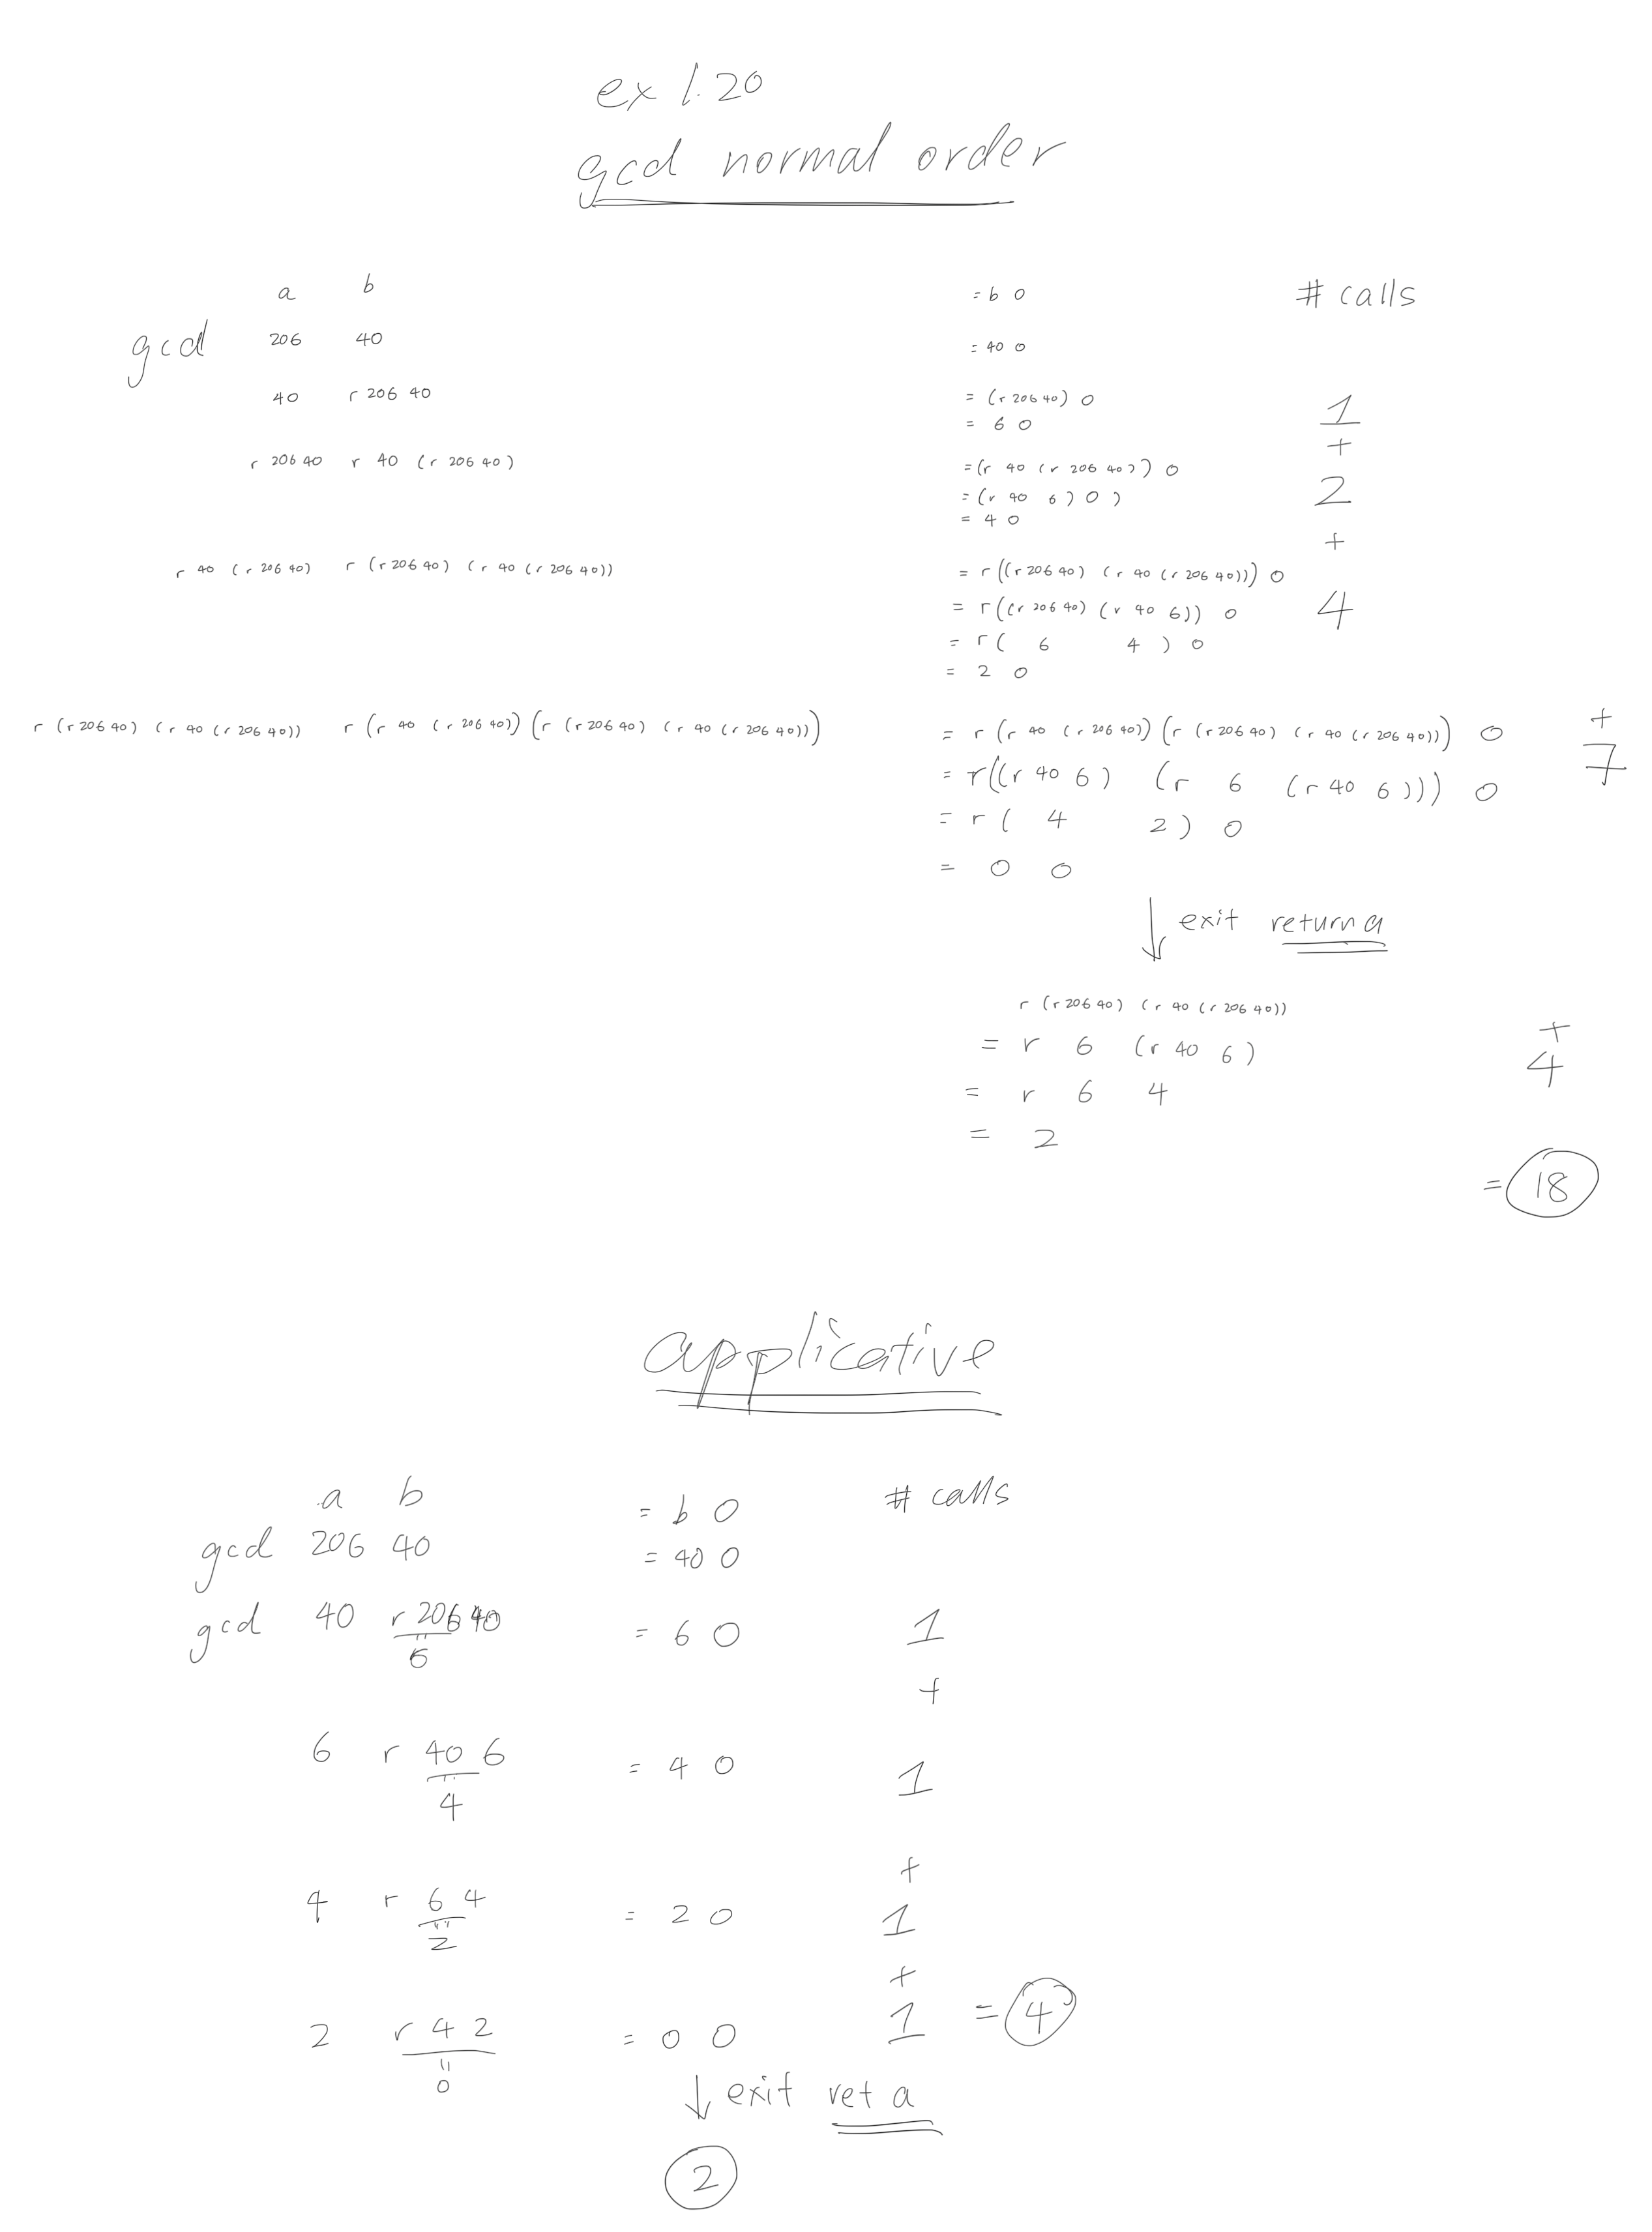 ex 1.20
gcd normal order
a b = b 0 # calls
gcd 206 40 = 40 0
40 r 206 40 = (r 206 40) 0 1
= 6 0
+
r 206 40 r 40 (r 206 40) = (r 40 (r 206 40)) 0
= (r 40 6) 0 ) 2
= 4 0
+
r 40 (r 206 40) r (r 206 40) (r 40 (r 206 40)) = r((r 206 40) (r 40 (r 206 40))) 0
= r((r 206 40) (r 40 6)) 0 4
= r( 6 4 ) 0
= 2 0
r (r 206 40) (r 40 (r 206 40)) r (r 40 (r 206 40)) (r (r 206 40) (r 40 (r 206 40))) = r (r 40 (r 206 40)) (r (r 206 40) (r 40 (r 206 40))) 0 +
= r((r 40 6) (r 6 (r 40 6))) 0 7
= r( 4 2 ) 0
= 0 0
↓ exit return a
r (r 206 40) (r 40 (r 206 40))
= r 6 (r 40 6) +
= r 6 4 4
= 2
= 18
applicative
a b = b 0 # calls
gcd 206 40 = 40 0
gcd 40 r 206 40 = 6 0 1
6
+
6 r 40 6 = 4 0 1
4
+
4 r 6 4 = 2 0 1
2
+
2 r 4 2 = 0 0 1 = 4
0
↓ exit ret a
2